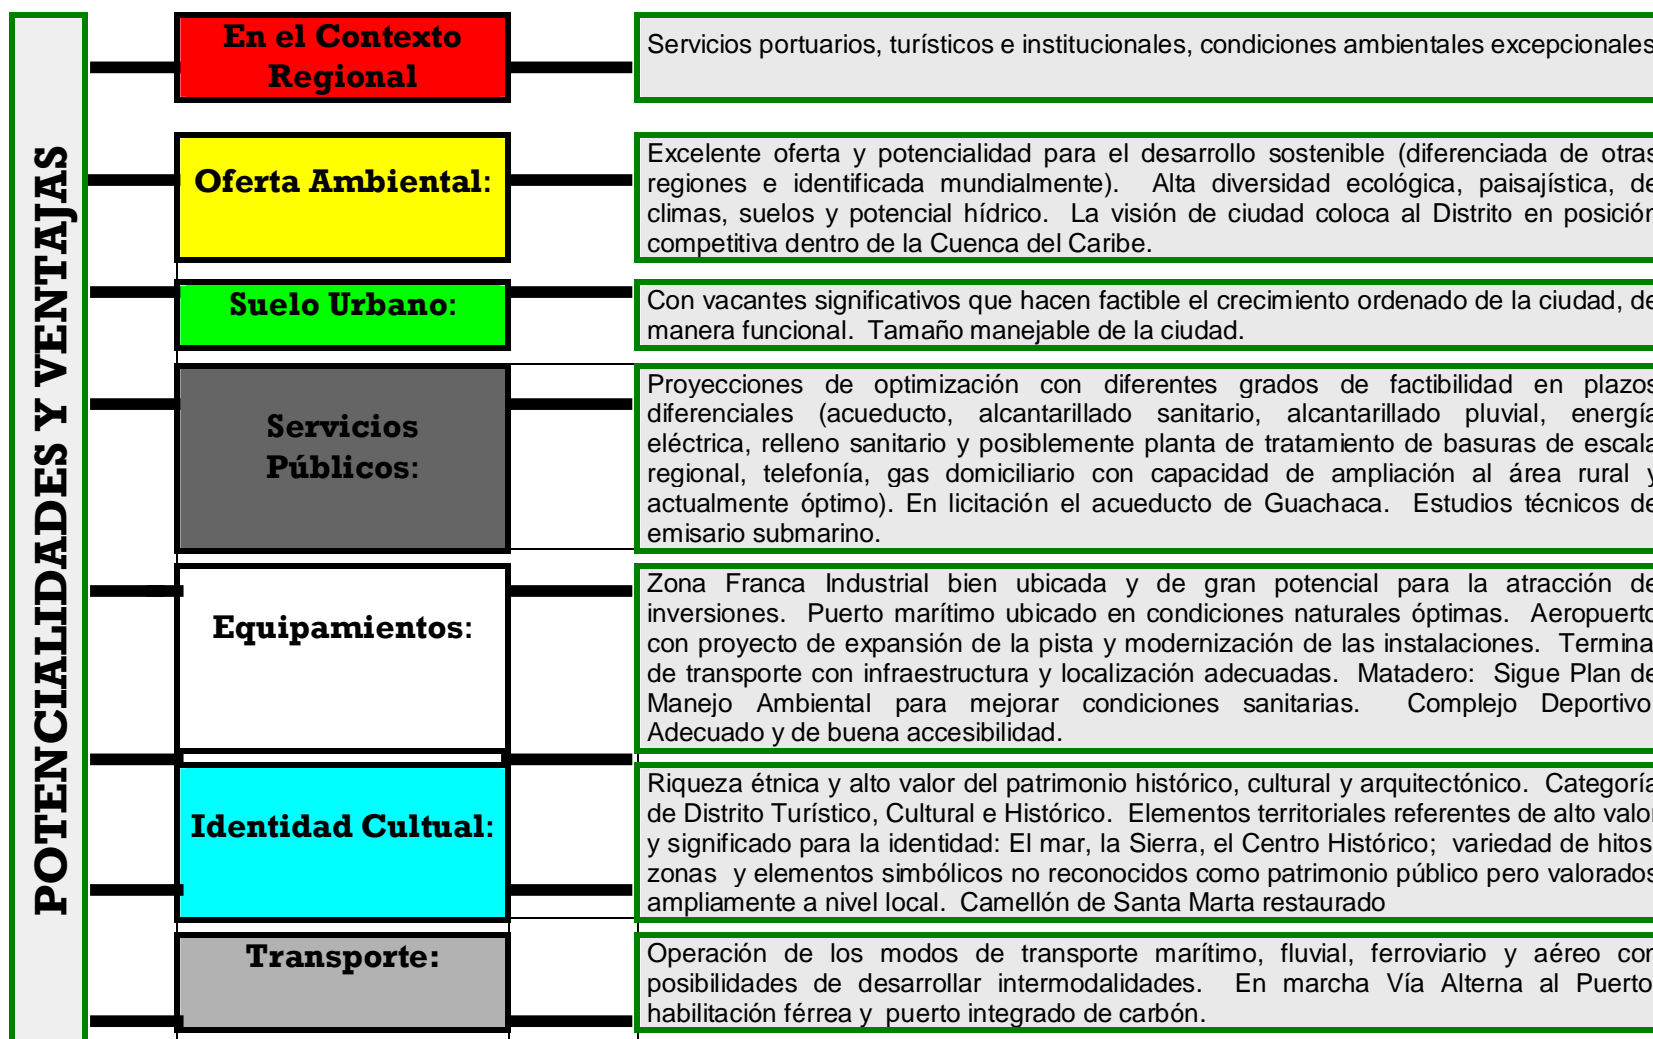 POTENCIALIDADES Y VENTAJAS
En el Contexto
Regional
Servicios portuarios, turísticos e institucionales, condiciones ambientales excepcionales
Oferta Ambiental:
Excelente oferta y potencialidad para el desarrollo sostenible (diferenciada de otras
regiones e identificada mundialmente). Alta diversidad ecológica, paisajística, de
climas, suelos y potencial hídrico. La visión de ciudad coloca al Distrito en posición
competitiva dentro de la Cuenca del Caribe.
Suelo Urbano:
Con vacantes significativos que hacen factible el crecimiento ordenado de la ciudad, de
manera funcional. Tamaño manejable de la ciudad.
Servicios
Públicos:
Proyecciones de optimización con diferentes grados de factibilidad en plazos
diferenciales (acueducto, alcantarillado sanitario, alcantarillado pluvial, energía
eléctrica, relleno sanitario y posiblemente planta de tratamiento de basuras de escala
regional, telefonía, gas domiciliario con capacidad de ampliación al área rural y
actualmente óptimo). En licitación el acueducto de Guachaca. Estudios técnicos de
emisario submarino.
Equipamientos:
Zona Franca Industrial bien ubicada y de gran potencial para la atracción de
inversiones. Puerto marítimo ubicado en condiciones naturales óptimas. Aeropuerto
con proyecto de expansión de la pista y modernización de las instalaciones. Terminal
de transporte con infraestructura y localización adecuadas. Matadero: Sigue Plan de
Manejo Ambiental para mejorar condiciones sanitarias. Complejo Deportivo
Adecuado y de buena accesibilidad.
Identidad Cultual:
Riqueza étnica y alto valor del patrimonio histórico, cultural y arquitectónico. Categoría
de Distrito Turístico, Cultural e Histórico. Elementos territoriales referentes de alto valor
y significado para la identidad: El mar, la Sierra, el Centro Histórico; variedad de hitos
zonas y elementos simbólicos no reconocidos como patrimonio público pero valorados
ampliamente a nivel local. Camellón de Santa Marta restaurado
Transporte:
Operación de los modos de transporte marítimo, fluvial, ferroviario y aéreo con
posibilidades de desarrollar intermodalidades. En marcha Vía Alterna al Puerto
habilitación férrea y puerto integrado de carbón.